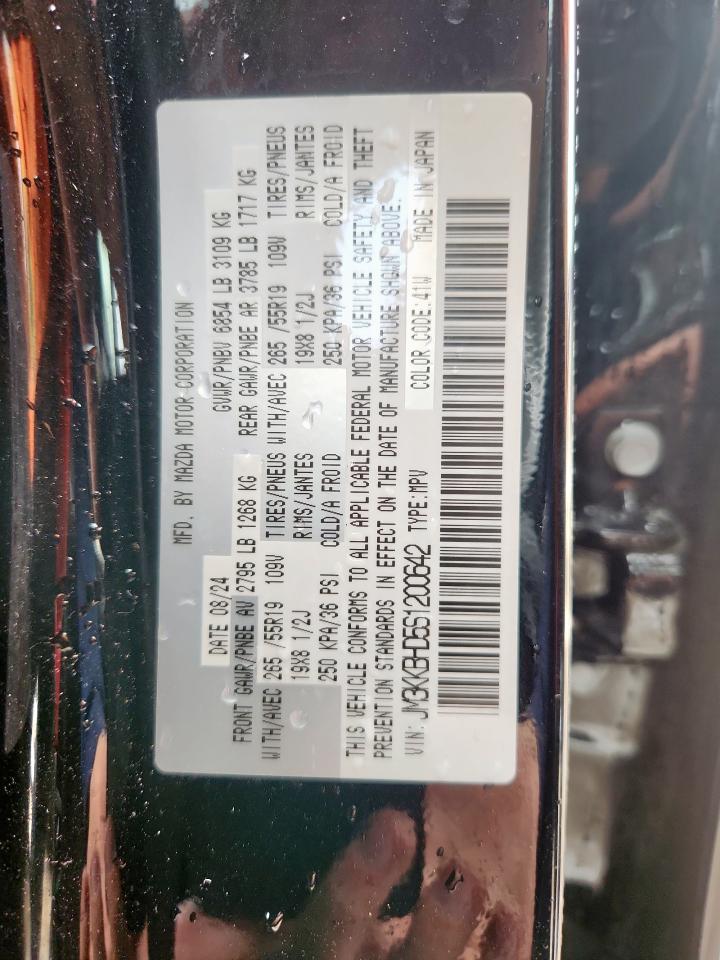 MFD. BY MAZDA MOTOR CORPORATION
DATE 08/24 GVWR/PNBV 6854 LB 3109 KG
FRONT GAWR/PNBE AV 2795 LB 1268 KG REAR GAWR/PNBE AR 3785 LB 1717 KG
WITH/AVEC 265 /55R19 109V TIRES/PNEUS WITH/AVEC 265 /55R19 109V TIRES/PNEUS
19X8 1/2J RIMS/JANTES 19X8 1/2J RIMS/JANTES
250 KPA/36 PSI COLD/A FROID 250 KPA/36 PSI COLD/A FROID
THIS VEHICLE CONFORMS TO ALL APPLICABLE FEDERAL MOTOR VEHICLE SAFETY AND THEFT
PREVENTION STANDARDS IN EFFECT ON THE DATE OF MANUFACTURE SHOWN ABOVE.
VIN: JM3KKBHD5S1200642 TYPE:MPV COLOR CODE:41W MADE IN JAPAN